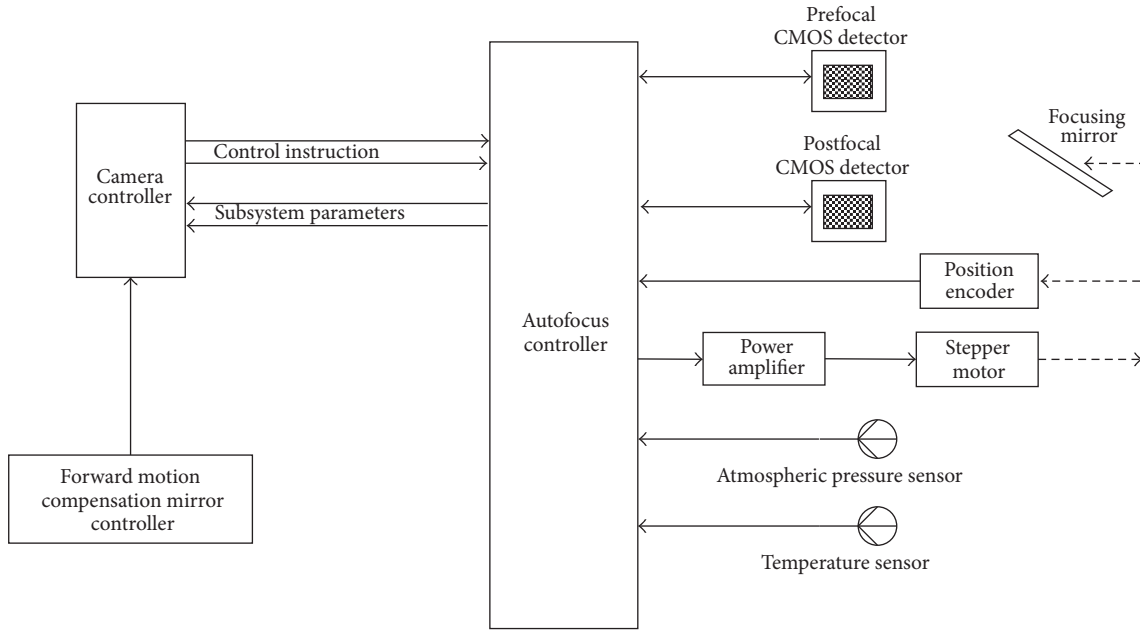 Prefocal
CMOS detector
Focusing
mirror
Camera
controller
Control instruction
Subsystem parameters
Postfocal
CMOS detector
Position
encoder
Autofocus
controller
Power
amplifier
Stepper
motor
Forward motion
compensation mirror
controller
Atmospheric pressure sensor
Temperature sensor